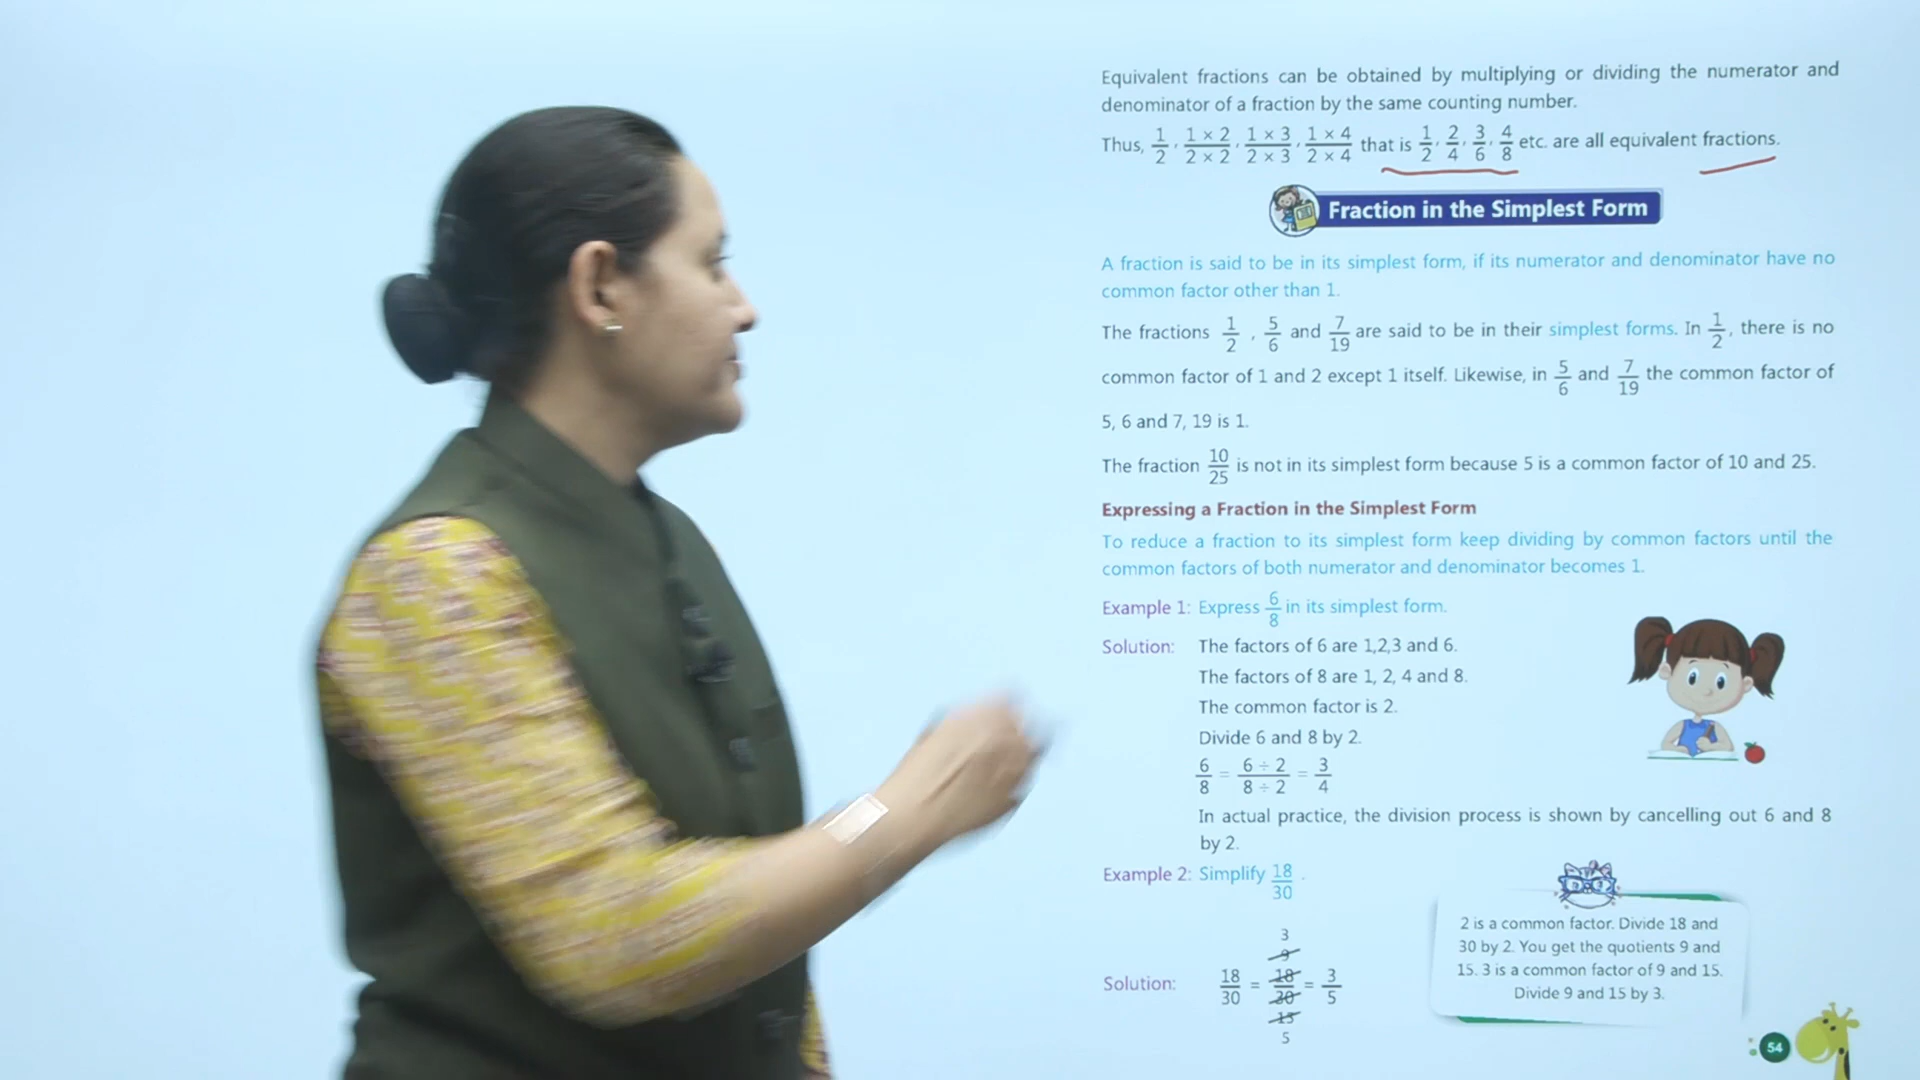 Equivalent fractions can be obtained by multiplying or dividing the numerator and
denominator of a fraction by the same counting number.
Thus, 1/2, (1 × 2)/(2 × 2), (1 × 3)/(2 × 3), (1 × 4)/(2 × 4) that is 1/2, 2/4, 3/6, 4/8 etc. are all equivalent fractions.
Fraction in the Simplest Form
A fraction is said to be in its simplest form, if its numerator and denominator have no
common factor other than 1.
The fractions 1/2, 5/6 and 7/19 are said to be in their simplest forms. In 1/2, there is no
common factor of 1 and 2 except 1 itself. Likewise, in 5/6 and 7/19 the common factor of
5, 6 and 7, 19 is 1.
The fraction 10/25 is not in its simplest form because 5 is a common factor of 10 and 25.
Expressing a Fraction in the Simplest Form
To reduce a fraction to its simplest form keep dividing by common factors until the
common factors of both numerator and denominator becomes 1.
Example 1: Express 6/8 in its simplest form.
Solution: The factors of 6 are 1,2,3 and 6.
The factors of 8 are 1, 2, 4 and 8.
The common factor is 2.
Divide 6 and 8 by 2.
6/8 = (6 ÷ 2)/(8 ÷ 2) = 3/4
In actual practice, the division process is shown by cancelling out 6 and 8
by 2.
Example 2: Simplify 18/30.
3
9
Solution: 18/30 = 18/30 = 3/5
15
5
2 is a common factor. Divide 18 and
30 by 2. You get the quotients 9 and
15. 3 is a common factor of 9 and 15.
Divide 9 and 15 by 3.
54